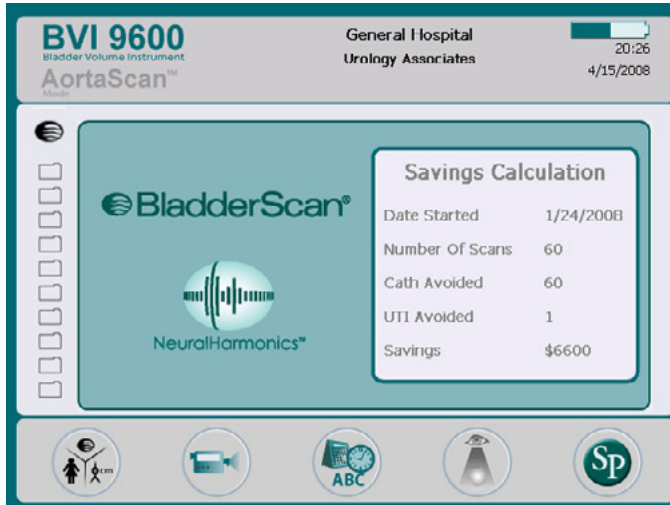 BVI 9600
Bladder Volume Instrument
AortaScan™
Mode
General Hospital
Urology Associates
20:26
4/15/2008
BladderScan®
NeuralHarmonics™
Savings Calculation
Date Started 1/24/2008
Number Of Scans 60
Cath Avoided 60
UTI Avoided 1
Savings $6600
cm
ABC
SP